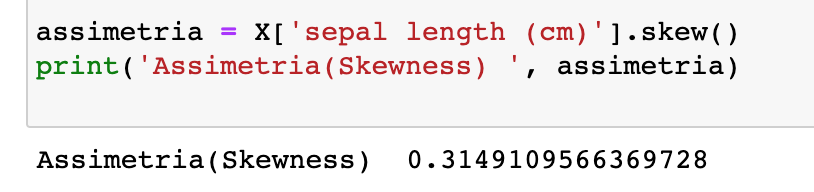 assimetria = X['sepal length (cm)'].skew()
print('Assimetria(Skewness) ', assimetria)
Assimetria(Skewness)  0.3149109566369728